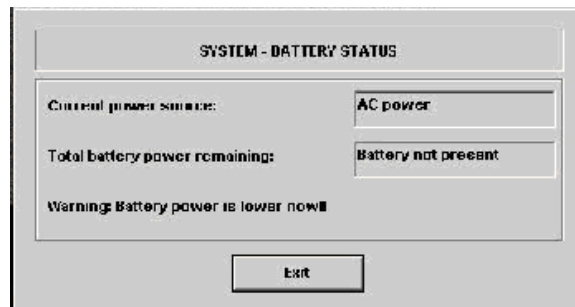 SYSTEM - BATTERY STATUS
Current power source: AC power
Total battery power remaining: Battery not present
Warning: Battery power is lower now!!
Exit